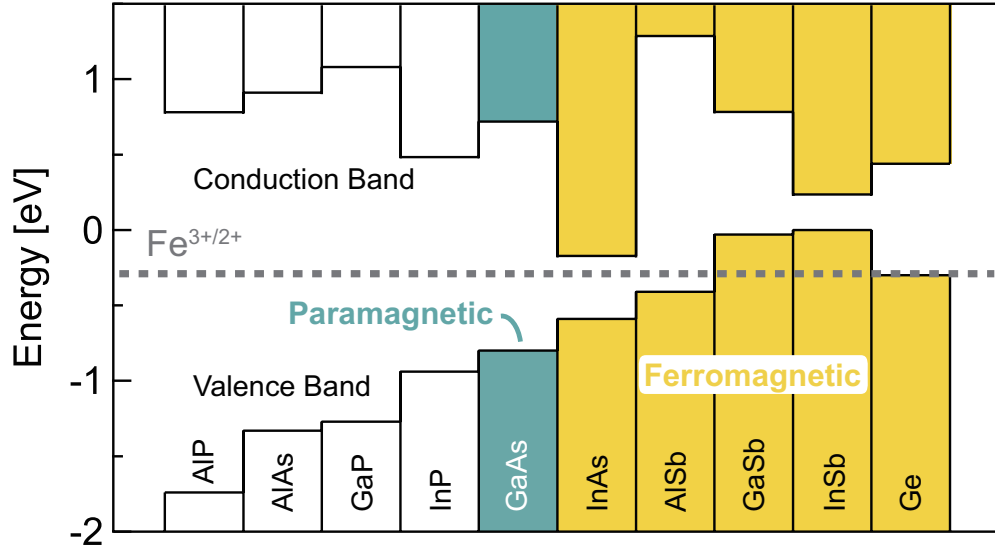 Energy [eV]
1
0
-1
-2
Conduction Band
Fe3+/2+
Paramagnetic
Valence Band
Ferromagnetic
AlP
AlAs
GaP
InP
GaAs
InAs
AlSb
GaSb
InSb
Ge